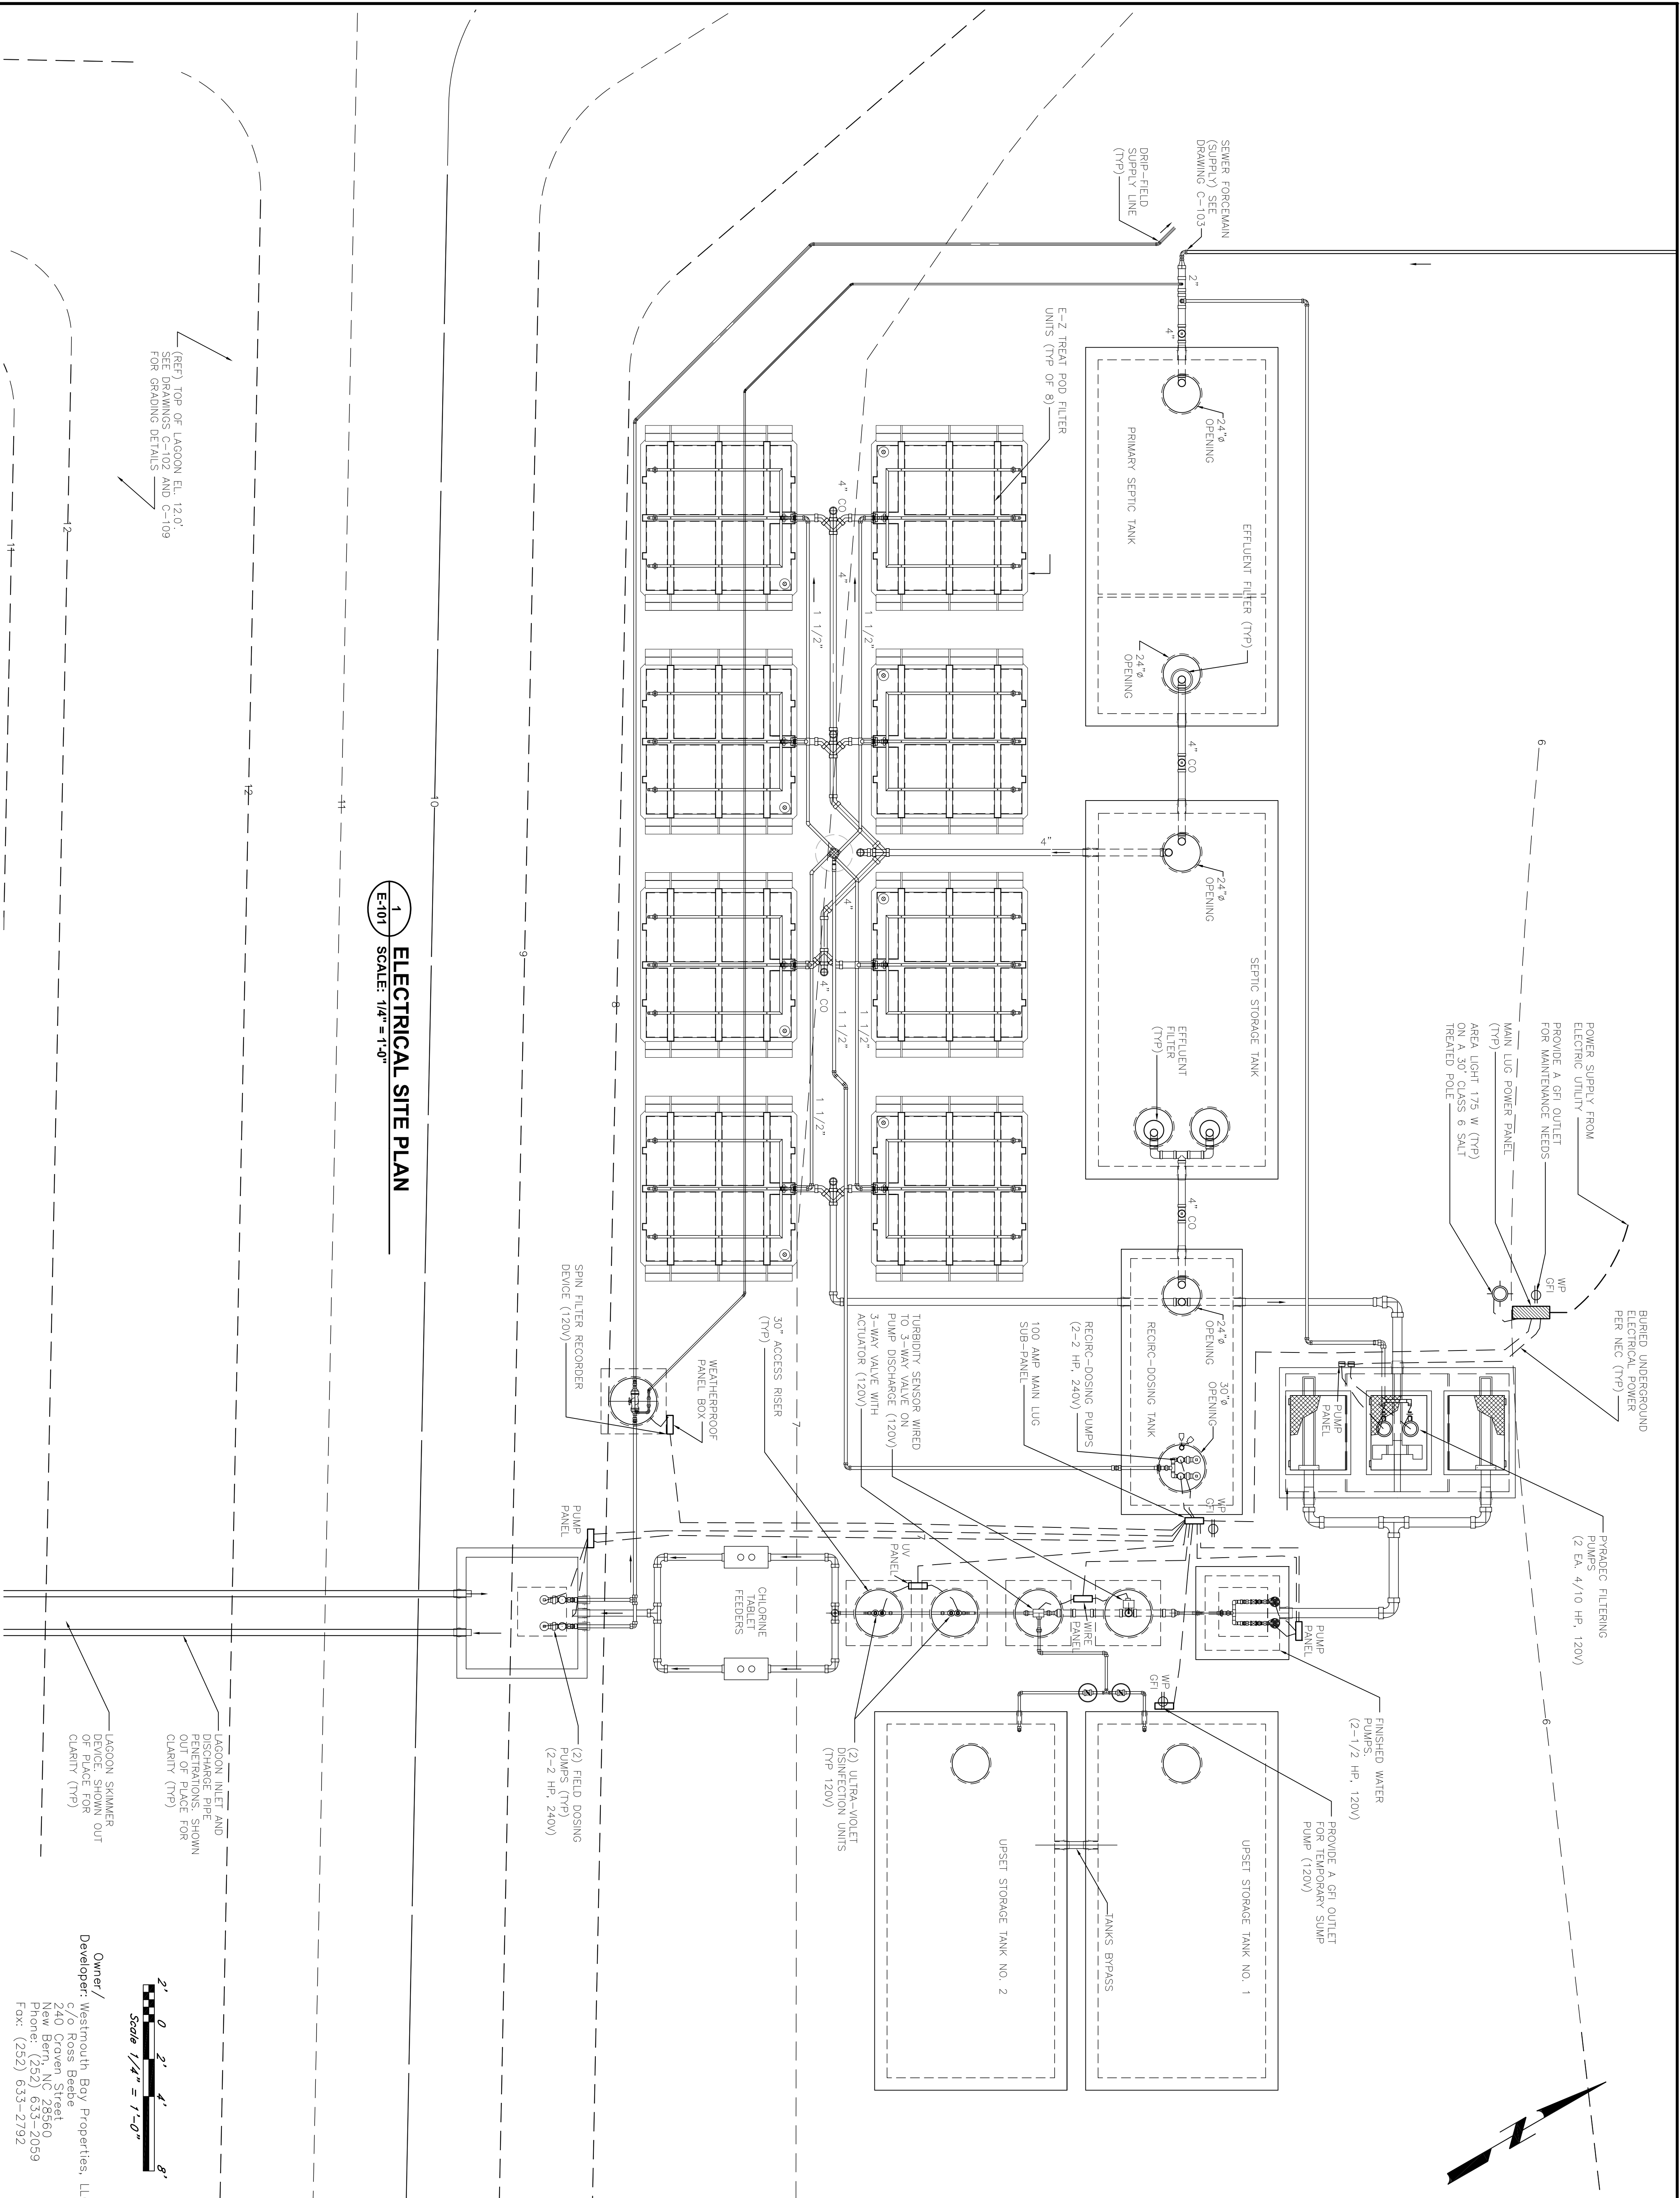 SEWER FORCEMAIN
(SUPPLY) SEE
DRAWING C-103
DRIP-FIELD
SUPPLY LINE
(TYP)
2"
4"
24"ø
OPENING
PRIMARY SEPTIC TANK
EFFLUENT FILTER (TYP)
24"ø
OPENING
4" CO
E-Z TREAT POD FILTER
UNITS (TYP OF 8)
24"ø
OPENING
SEPTIC STORAGE TANK
EFFLUENT
FILTER
(TYP)
4" CO
4"
4" CO
4"
1 1/2"
1 1/2"
4"
4" CO
1 1/2"
1 1/2"
1 1/2"
6
POWER SUPPLY FROM
ELECTRIC UTILITY
PROVIDE A GFI OUTLET
FOR MAINTENANCE NEEDS
MAIN LUG POWER PANEL
(TYP)
AREA LIGHT 175 W (TYP)
ON A 30' CLASS 6 SALT
TREATED POLE
WP
GFI
BURIED UNDERGROUND
ELECTRICAL POWER
PER NEC (TYP)
PUMP
PANEL
PYRADEC FILTERING
PUMPS
(2 EA. 4/10 HP, 120V)
24"ø
OPENING
30"ø
OPENING
RECIRC-DOSING TANK
RECIRC-DOSING PUMPS
(2-2 HP, 240V)
100 AMP MAIN LUG
SUB-PANEL
TURBIDITY SENSOR WIRED
TO 3-WAY VALVE ON
PUMP DISCHARGE (120V)
3-WAY VALVE WITH
ACTUATOR (120V)
30" ACCESS RISER
(TYP)
WEATHERPROOF
PANEL BOX
SPIN FILTER RECORDER
DEVICE (120V)
WP
GFI
PUMP
PANEL
FINISHED WATER
PUMPS:
(2-1/2 HP, 120V)
PROVIDE A GFI OUTLET
FOR TEMPORARY SUMP
PUMP (120V)
WP
GFI
WIRE
PANEL
UV
PANEL
CHLORINE
TABLET
FEEDERS
PUMP
PANEL
UPSET STORAGE TANK NO. 1
TANKS BYPASS
UPSET STORAGE TANK NO. 2
(2) ULTRA-VIOLET
DISINFECTION UNITS
(TYP 120V)
(2) FIELD DOSING
PUMPS (TYP)
(2-2 HP, 240V)
LAGOON INLET AND
DISCHARGE PIPE
PENETRATIONS. SHOWN
OUT OF PLACE FOR
CLARITY (TYP)
LAGOON SKIMMER
DEVICE. SHOWN OUT
OF PLACE FOR
CLARITY (TYP)
6
7
8
9
10
11
12
12
11
(REF) TOP OF LAGOON EL. 12.0'.
SEE DRAWINGS C-102 AND C-109
FOR GRADING DETAILS
1
E-101
ELECTRICAL SITE PLAN
SCALE: 1/4" = 1'-0"
2' 0 2' 4' 8'
Scale 1/4" = 1'-0"
Owner/
Developer: Westmouth Bay Properties, LL
c/o Ross Beebe
240 Craven Street
New Bern, NC 28560
Phone: (252) 633-2059
Fax: (252) 633-2792